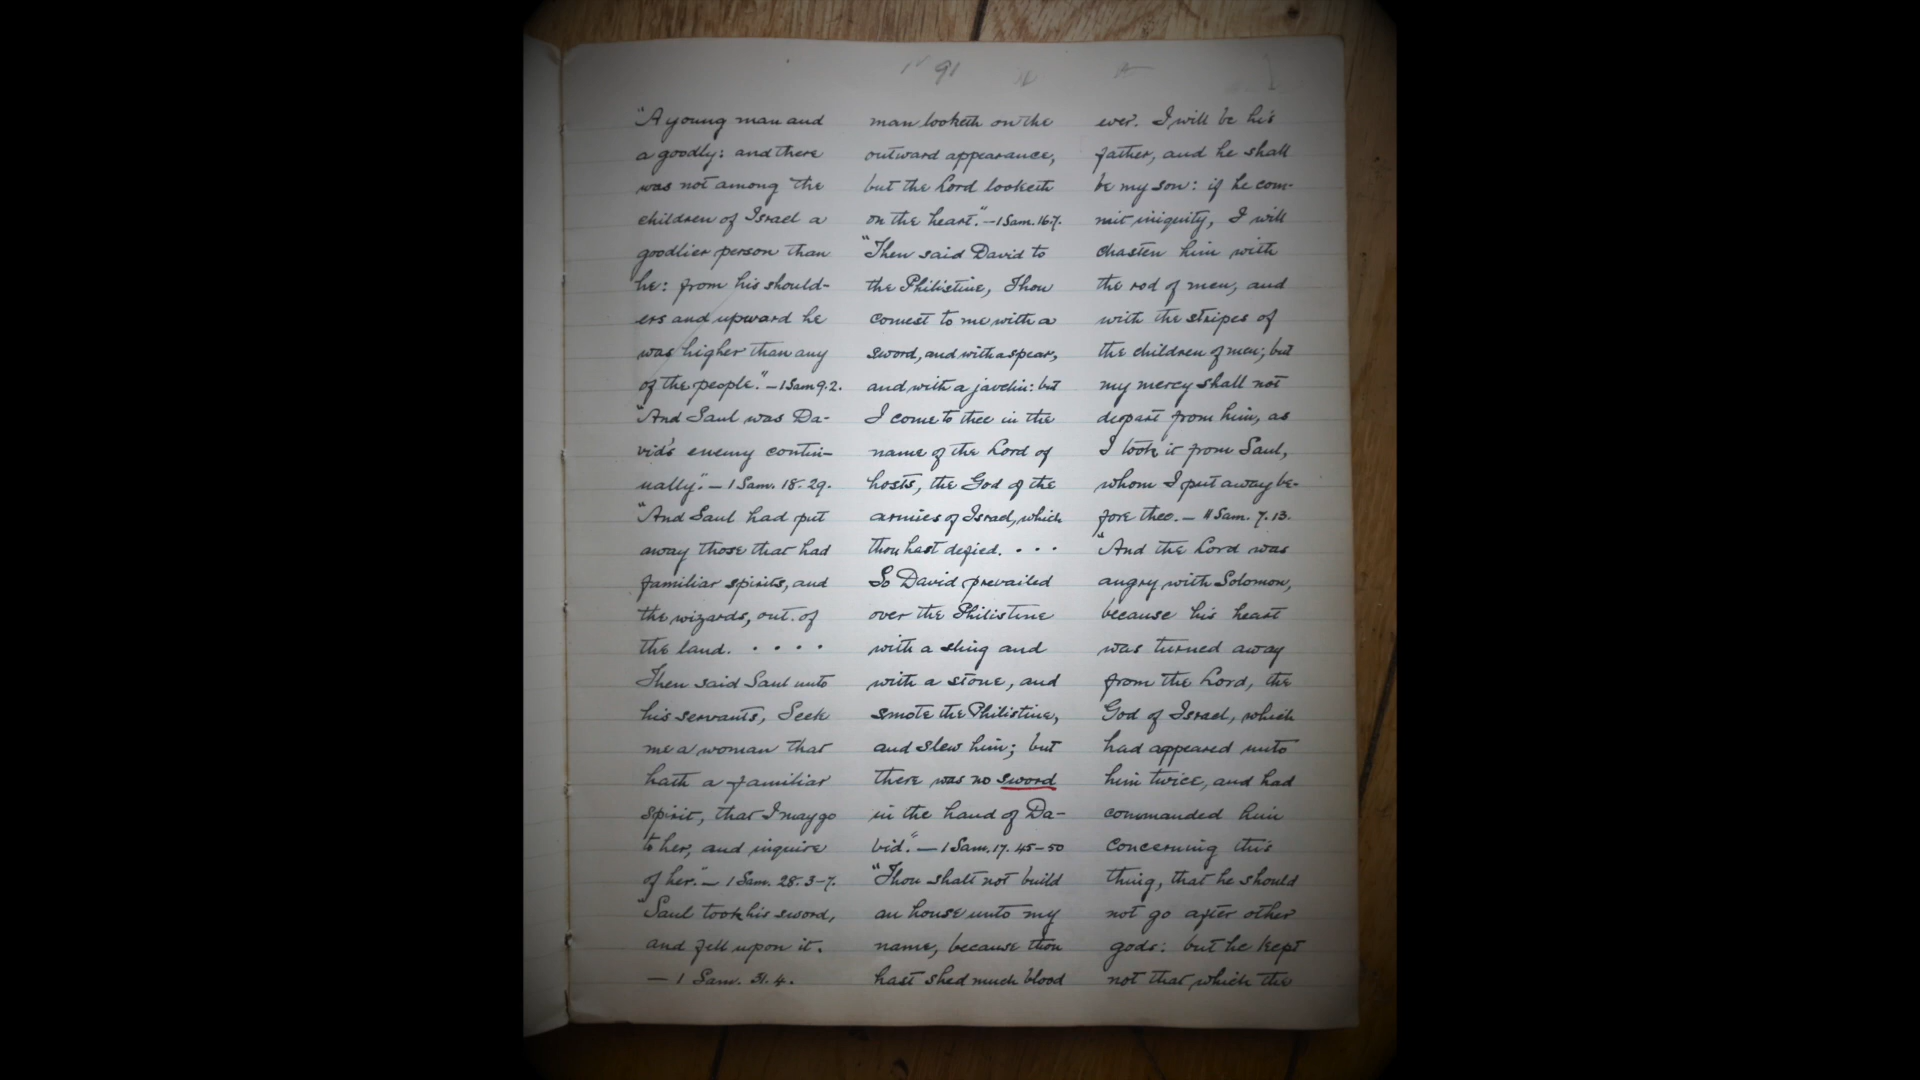 91
"A young man and
a goodly: and there
was not among the
children of Israel a
goodlier person than
he: from his should-
ers and upward he
was higher than any
of the people."—1 Sam 9.2.
"And Saul was Da-
vid's enemy contin-
ually."—1 Sam. 18.29.
"And Saul had put
away those that had
familiar spirits, and
the wizards, out of
the land. . . . .
Then said Saul unto
his servants, Seek
me a woman that
hath a familiar
spirit, that I may go
to her, and inquire
of her."—1 Sam. 28.3-7.
"Saul took his sword,
and fell upon it.
—1 Sam. 31.4.
man looketh on the
outward appearance,
but the Lord looketh
on the heart."—1 Sam. 16.7.
"Then said David to
the Philistine, Thou
comest to me with a
sword, and with a spear,
and with a javelin: but
I come to thee in the
name of the Lord of
hosts, the God of the
armies of Israel, which
thou hast defied. . . .
So David prevailed
over the Philistine
with a sling and
with a stone, and
smote the Philistine,
and slew him; but
there was no sword
in the hand of Da-
vid."—1 Sam. 17.45-50
"Thou shalt not build
an house unto my
name, because thou
hast shed much blood
ever. I will be his
father, and he shall
be my son: if he com-
mit iniquity, I will
chasten him with
the rod of men, and
with the stripes of
the children of men; but
my mercy shall not
depart from him, as
I took it from Saul,
whom I put away be-
fore thee.—II Sam. 7.13.
"And the Lord was
angry with Solomon,
because his heart
was turned away
from the Lord, the
God of Israel, which
had appeared unto
him twice, and had
commanded him
concerning this
thing, that he should
not go after other
gods: but he kept
not that which the